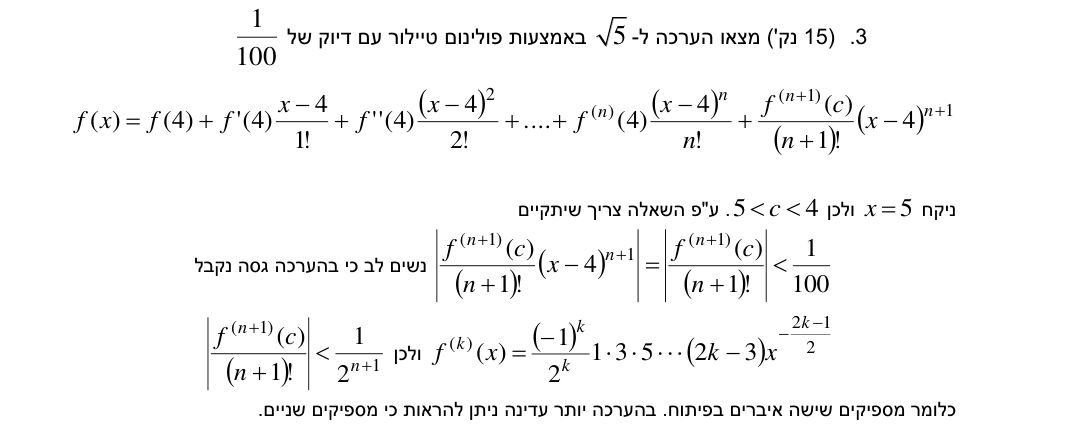 3. (15 נק') מצאו הערכה ל- √5 באמצעות פולינום טיילור עם דיוק של 1/100
f(x) = f(4) + f'(4) (x−4)/1! + f''(4) (x−4)^2/2! + ....+ f^(n)(4) (x−4)^n/n! + f^(n+1)(c)/(n+1)! (x−4)^(n+1)
ניקח x = 5 ולכן 5 < c < 4. ע"פ השאלה צריך שיתקיים
|f^(n+1)(c)/(n+1)! (x−4)^(n+1)| = |f^(n+1)(c)/(n+1)!| < 1/100 נשים לב כי בהערכה גסה נקבל
f^(k)(x) = (−1)^k/2^k 1·3·5···(2k−3)x^(−(2k−1)/2) ולכן |f^(n+1)(c)/(n+1)!| < 1/2^(n+1)
כלומר מספיקים שישה איברים בפיתוח. בהערכה יותר עדינה ניתן להראות כי מספיקים שניים.